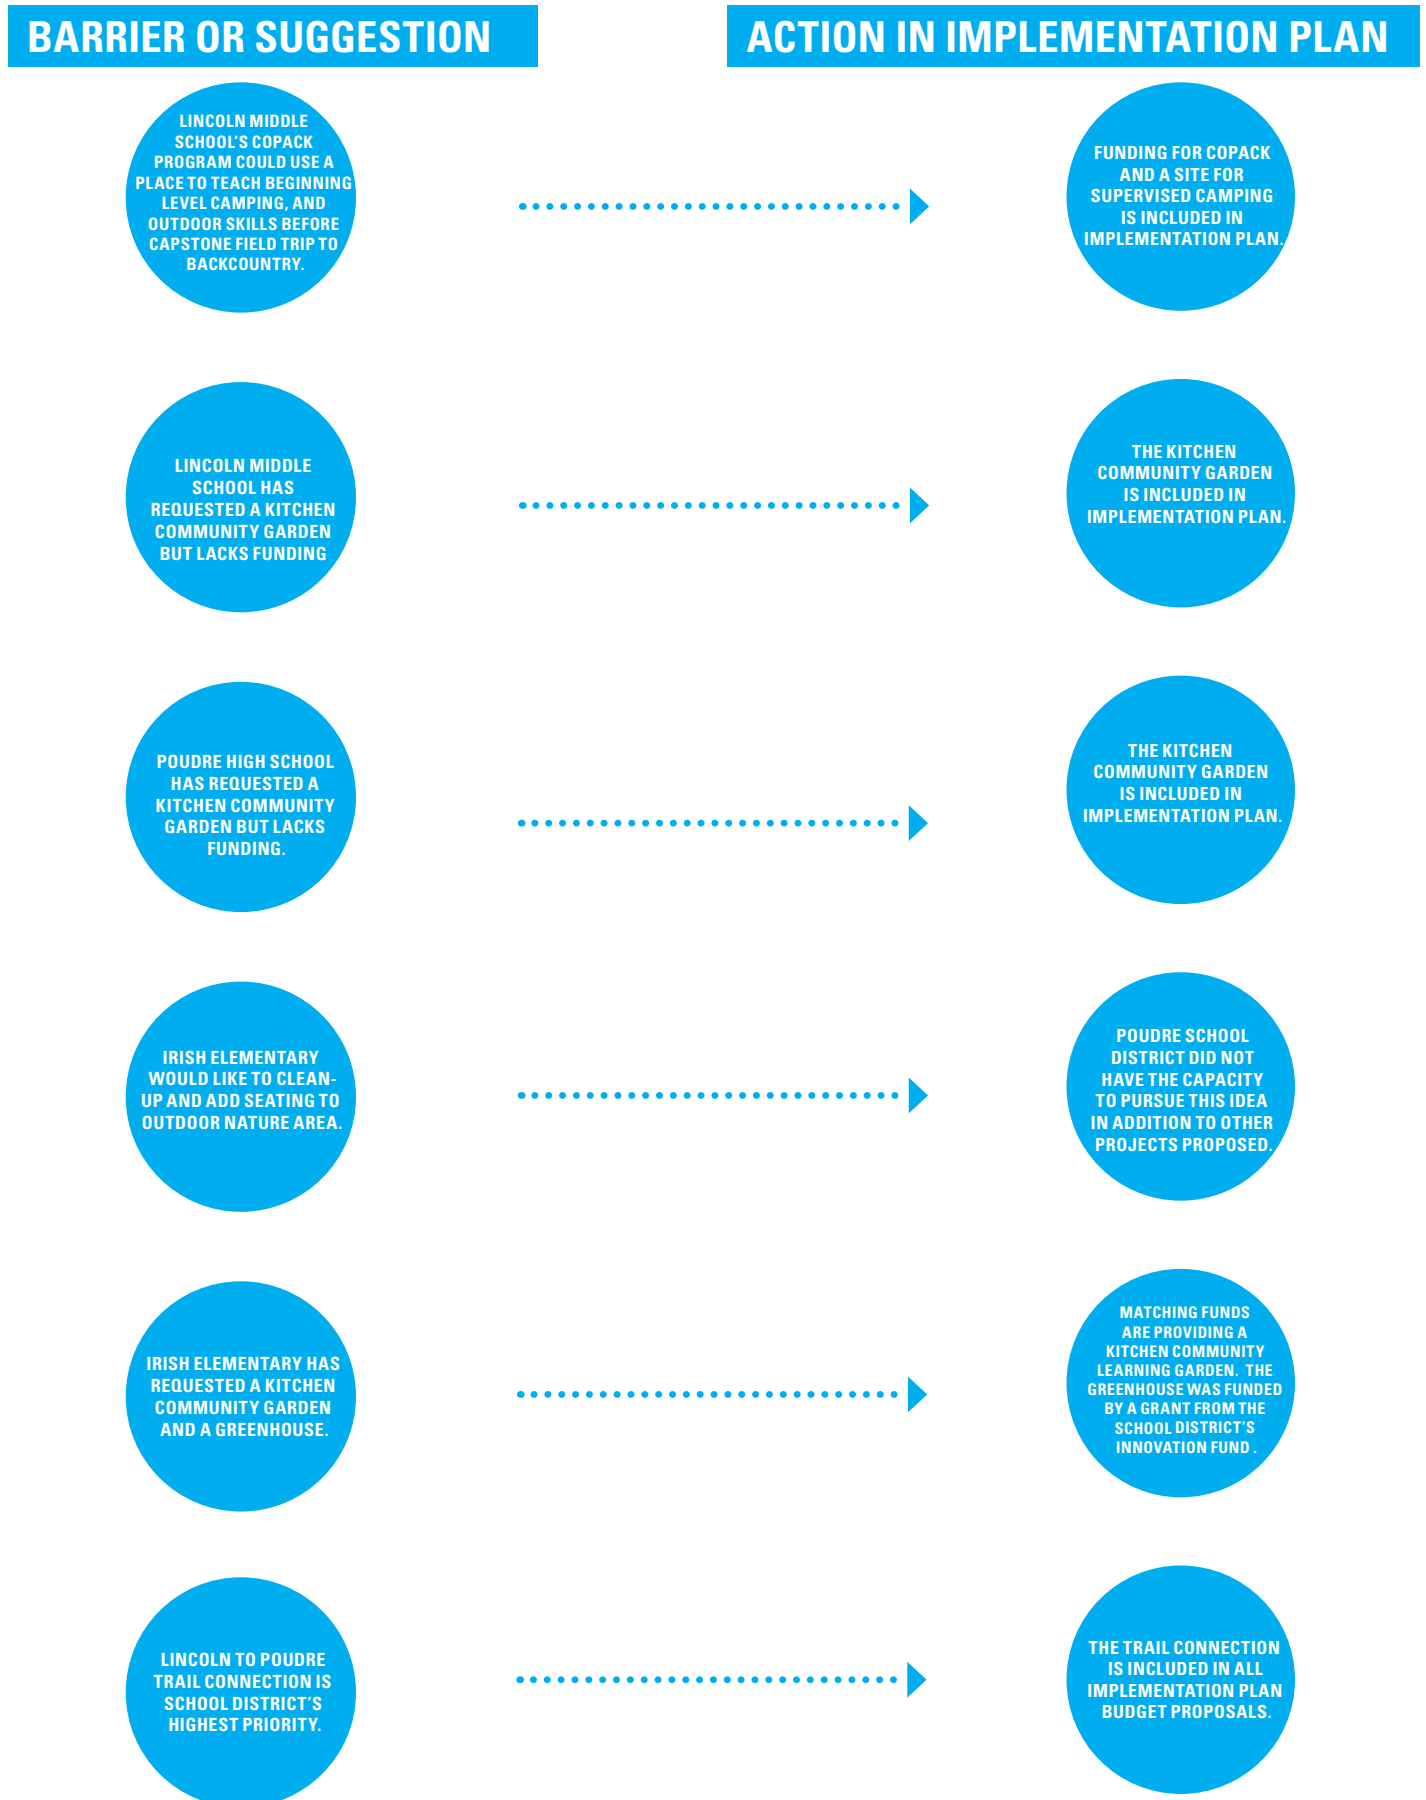 BARRIER OR SUGGESTION
ACTION IN IMPLEMENTATION PLAN
LINCOLN MIDDLE
SCHOOL'S COPACK
PROGRAM COULD USE A
PLACE TO TEACH BEGINNING
LEVEL CAMPING, AND
OUTDOOR SKILLS BEFORE
CAPSTONE FIELD TRIP TO
BACKCOUNTRY.
FUNDING FOR COPACK
AND A SITE FOR
SUPERVISED CAMPING
IS INCLUDED IN
IMPLEMENTATION PLAN.
LINCOLN MIDDLE
SCHOOL HAS
REQUESTED A KITCHEN
COMMUNITY GARDEN
BUT LACKS FUNDING
THE KITCHEN
COMMUNITY GARDEN
IS INCLUDED IN
IMPLEMENTATION PLAN.
POUDRE HIGH SCHOOL
HAS REQUESTED A
KITCHEN COMMUNITY
GARDEN BUT LACKS
FUNDING.
THE KITCHEN
COMMUNITY GARDEN
IS INCLUDED IN
IMPLEMENTATION PLAN.
IRISH ELEMENTARY
WOULD LIKE TO CLEAN-
UP AND ADD SEATING TO
OUTDOOR NATURE AREA.
POUDRE SCHOOL
DISTRICT DID NOT
HAVE THE CAPACITY
TO PURSUE THIS IDEA
IN ADDITION TO OTHER
PROJECTS PROPOSED.
IRISH ELEMENTARY HAS
REQUESTED A KITCHEN
COMMUNITY GARDEN
AND A GREENHOUSE.
MATCHING FUNDS
ARE PROVIDING A
KITCHEN COMMUNITY
LEARNING GARDEN. THE
GREENHOUSE WAS FUNDED
BY A GRANT FROM THE
SCHOOL DISTRICT'S
INNOVATION FUND .
LINCOLN TO POUDRE
TRAIL CONNECTION IS
SCHOOL DISTRICT'S
HIGHEST PRIORITY.
THE TRAIL CONNECTION
IS INCLUDED IN ALL
IMPLEMENTATION PLAN
BUDGET PROPOSALS.